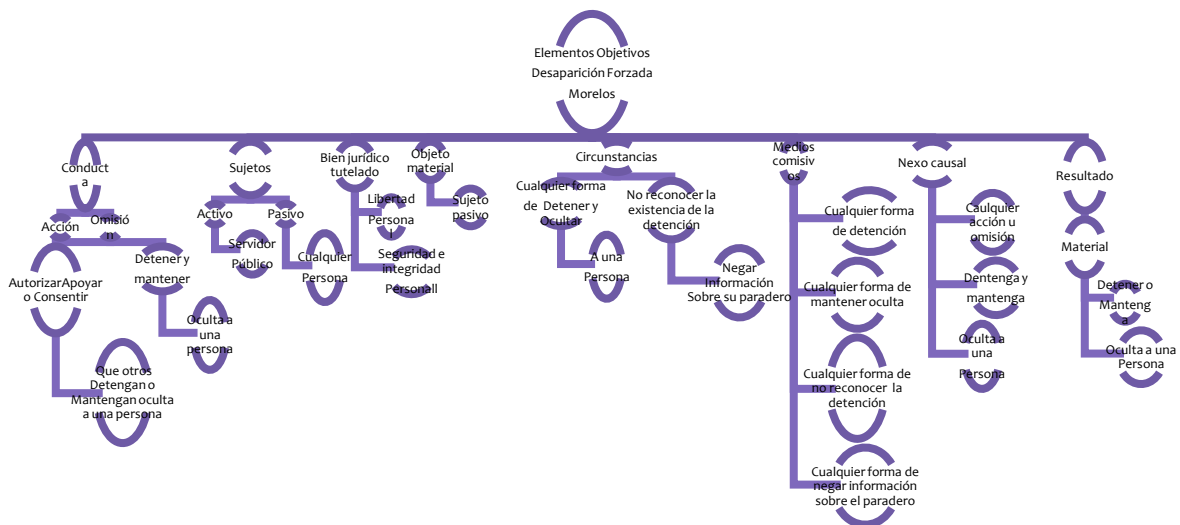 Elementos Objetivos
Desaparición Forzada
Morelos
Conduct
a
Acción
Omisió
n
AutorizarApoyar
o Consentir
Que otros
Detengan o
Mantengan oculta
a una persona
Detener y
mantener
Oculta a
una
persona
Sujetos
Activo
Servidor
Público
Pasivo
Cualquier
Persona
Bien jurídico
tutelado
Libertad
Persona
l
Seguridad e
integridad
Personall
Objeto
material
Sujeto
pasivo
Circunstancias
Cualquier forma
de Detener y
Ocultar
A una
Persona
No reconocer la
existencia de la
detención
Negar
Información
Sobre su paradero
Medios
comisiv
os
Cualquier forma
de detención
Cualquier forma de
mantener oculta
Cualquier forma de
no reconocer la
detención
Cualquier forma de
negar información
sobre el paradero
Nexo causal
Caulquier
acción u
omisión
Dentenga y
mantenga
Oculta a
una
Persona
Resultado
Material
Detener o
Manteng
a
Oculta a una
Persona